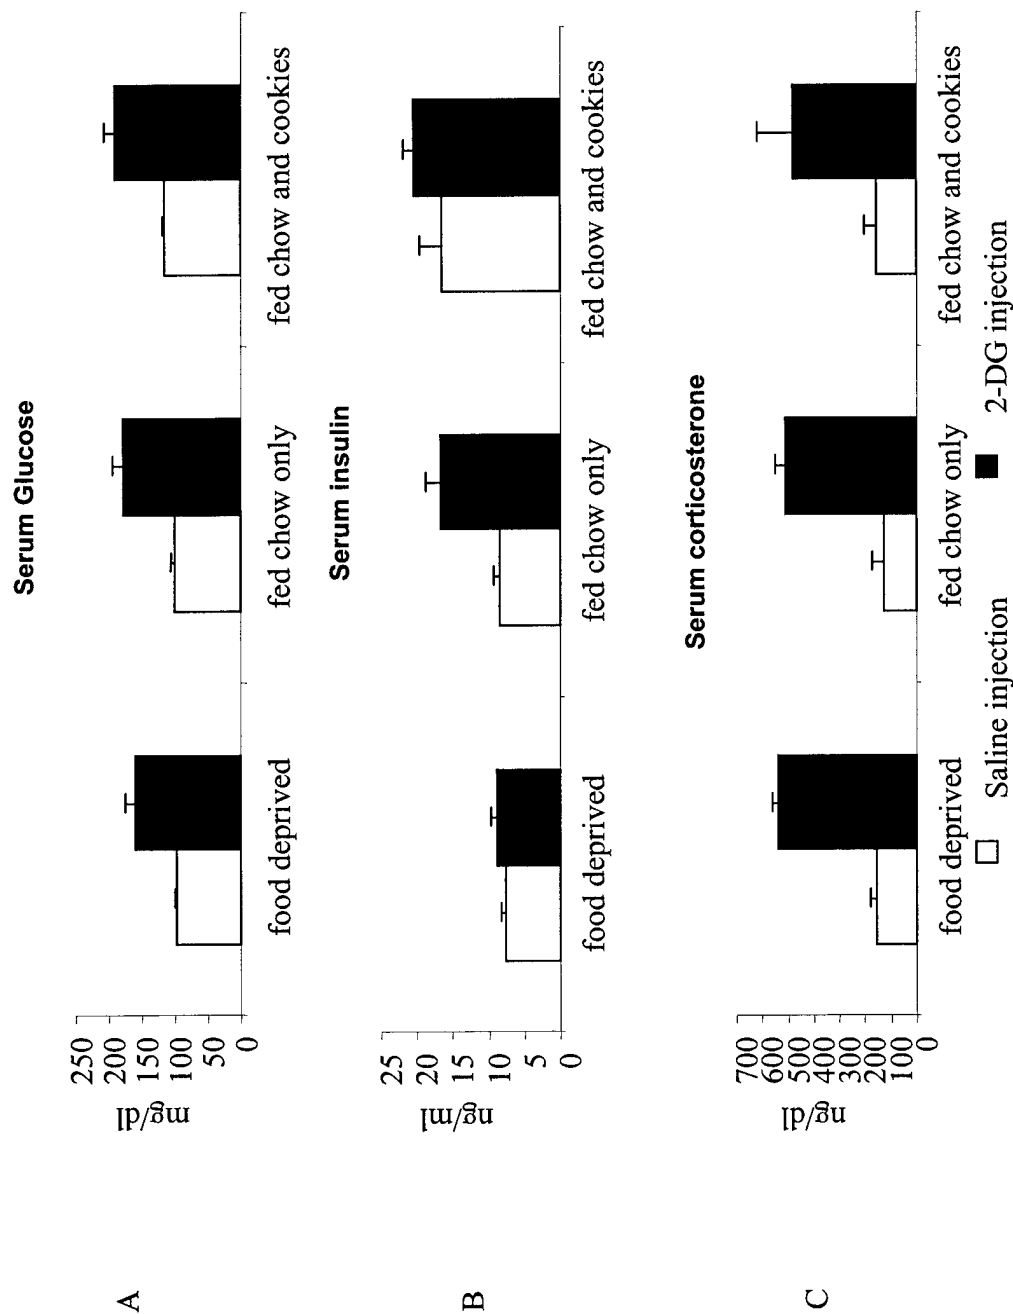 Serum Glucose
A
mg/dl
250
200
150
100
50
0
food deprived
fed chow only
fed chow and cookies
Serum insulin
B
ng/ml
25
20
15
10
5
0
food deprived
fed chow only
fed chow and cookies
Serum corticosterone
C
ng/dl
700
600
500
400
300
200
100
0
food deprived
fed chow only
fed chow and cookies
Saline injection
2-DG injection